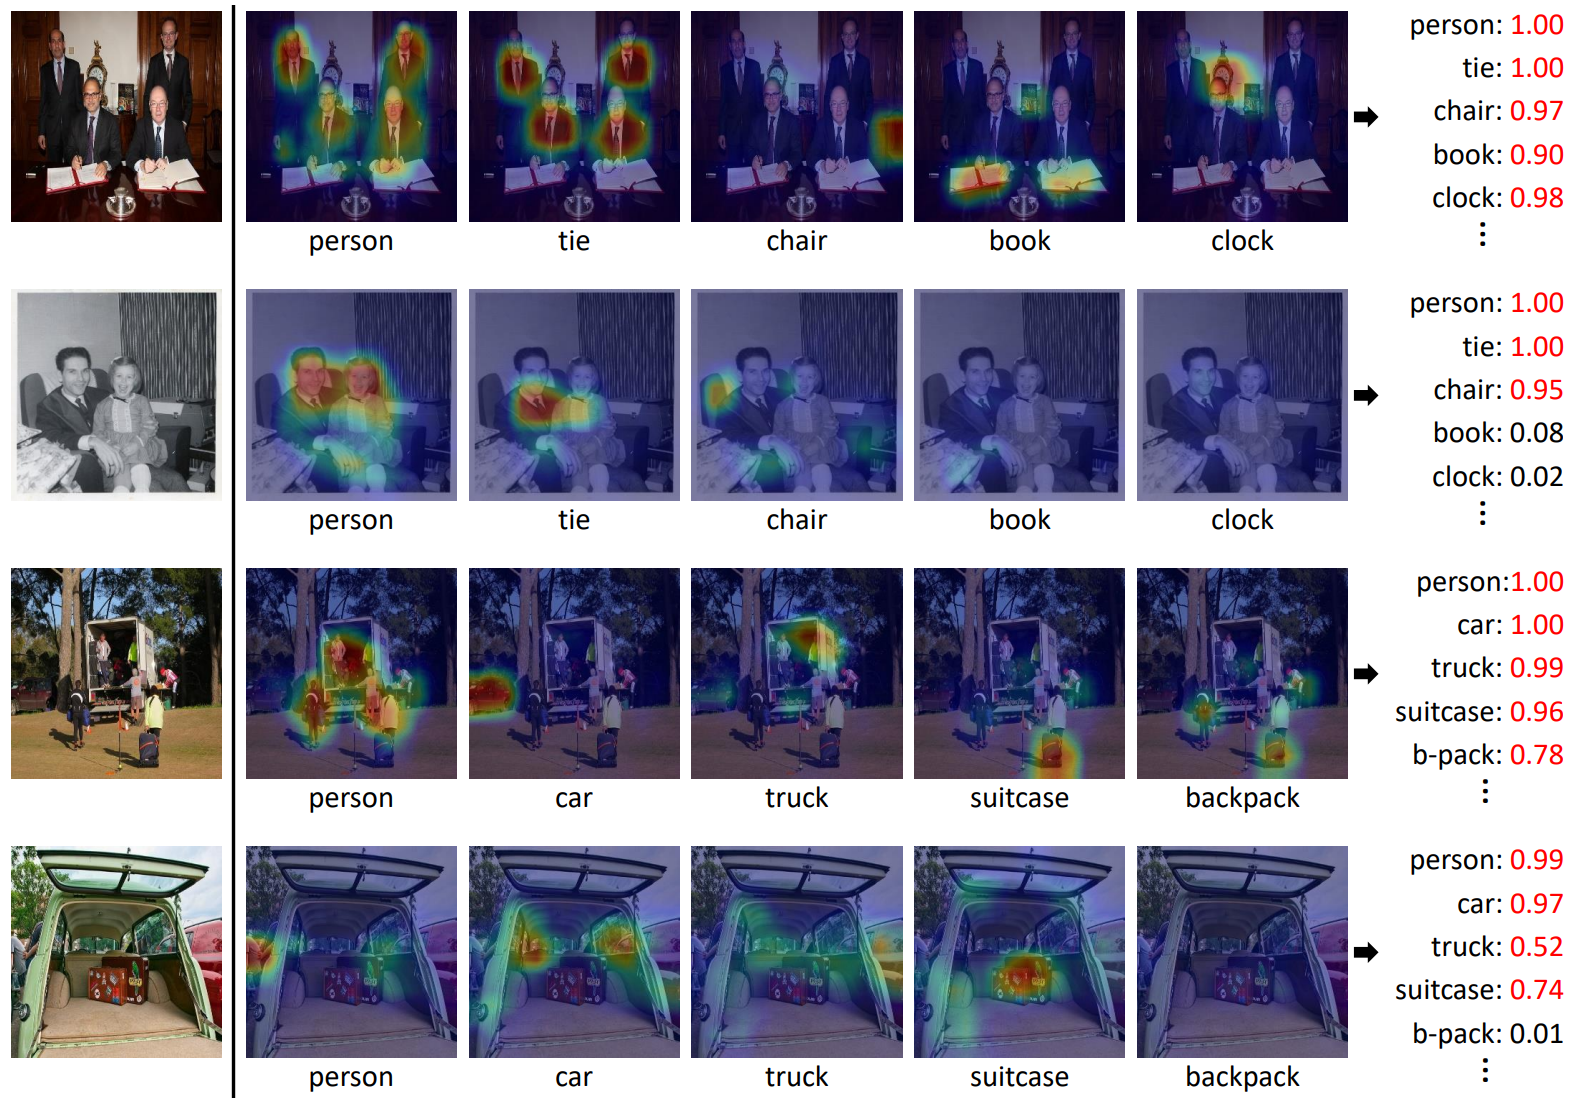 person: 1.00
tie: 1.00
chair: 0.97
book: 0.90
clock: 0.98
⋮
person tie chair book clock
person: 1.00
tie: 1.00
chair: 0.95
book: 0.08
clock: 0.02
⋮
person tie chair book clock
person:1.00
car: 1.00
truck: 0.99
suitcase: 0.96
b-pack: 0.78
⋮
person car truck suitcase backpack
person: 0.99
car: 0.97
truck: 0.52
suitcase: 0.74
b-pack: 0.01
⋮
person car truck suitcase backpack